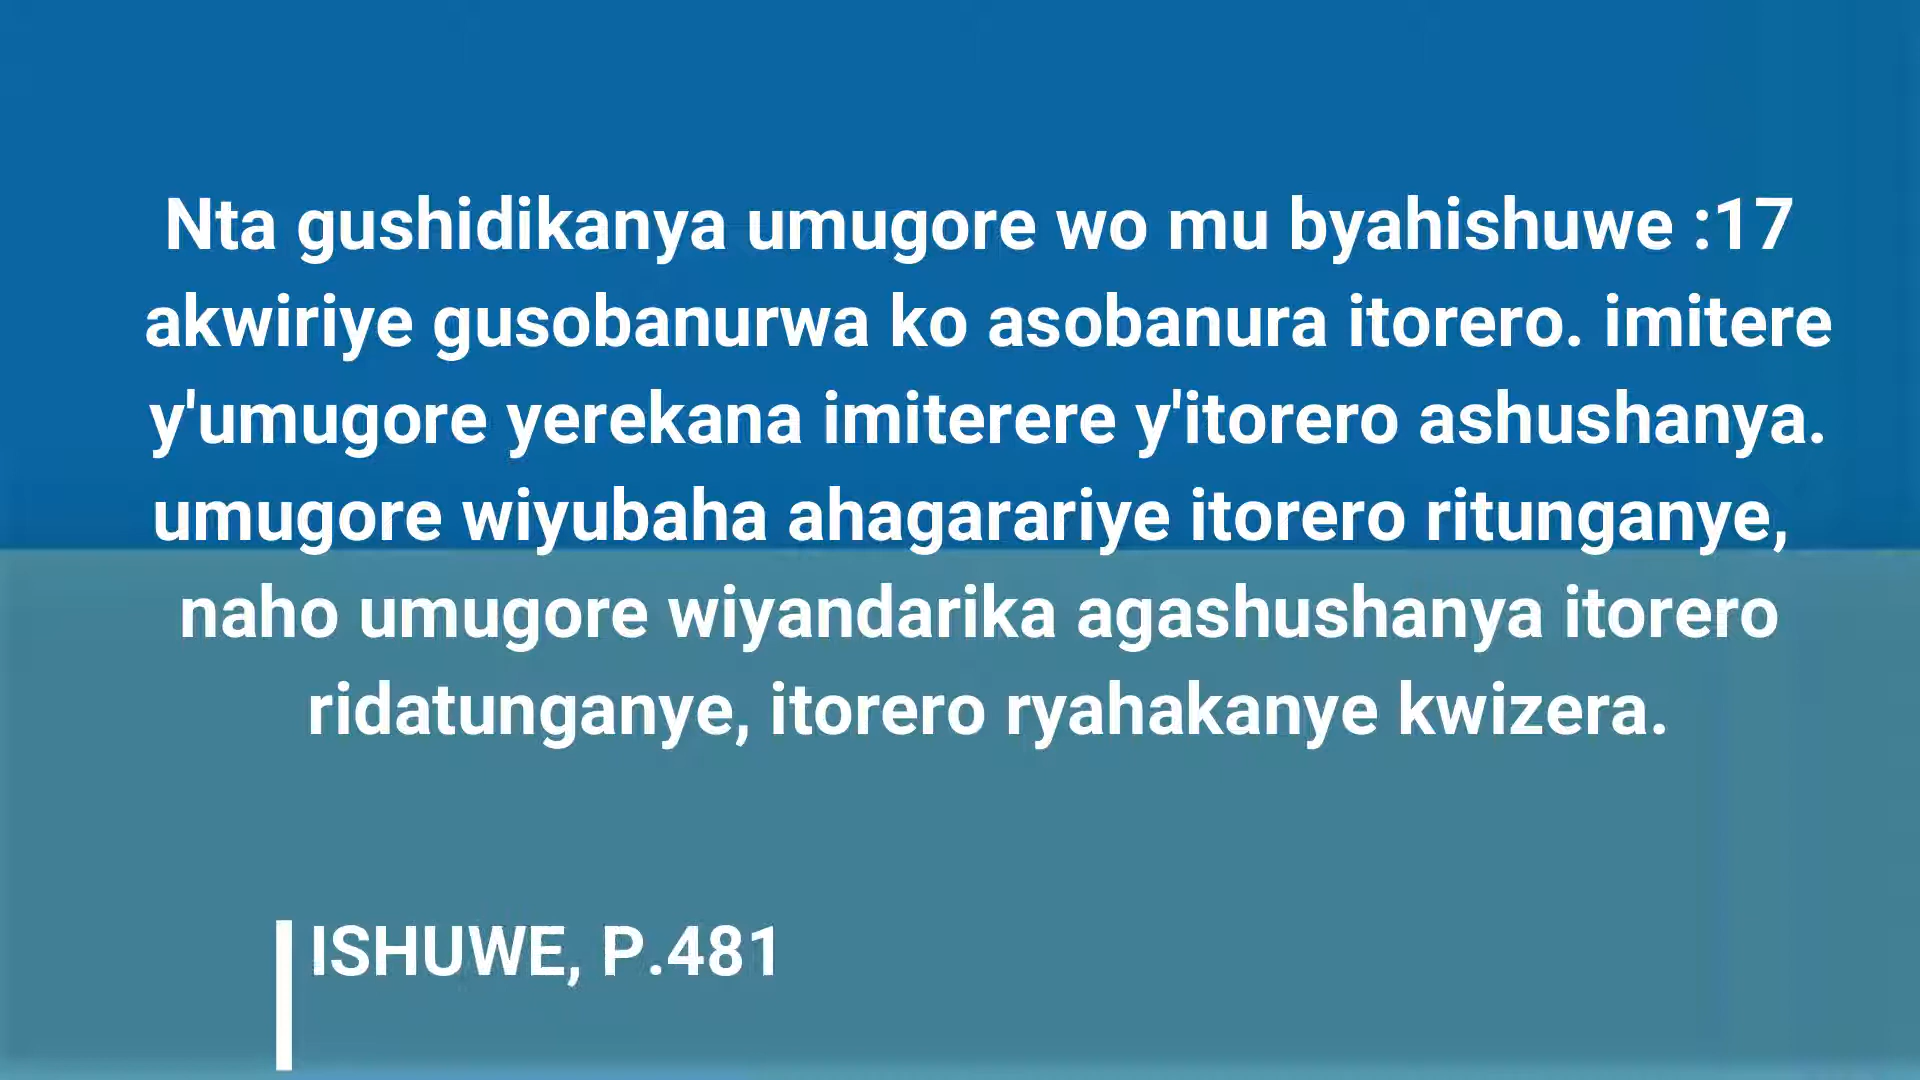 Nta gushidikanya umugore wo mu byahishuwe :17
akwiriye gusobanurwa ko asobanura itorero. imitere
y'umugore yerekana imiterere y'itorero ashushanya.
umugore wiyubaha ahagarariye itorero ritunganye,
naho umugore wiyandarika agashushanya itorero
ridatunganye, itorero ryahakanye kwizera.
ISHUWE, P.481